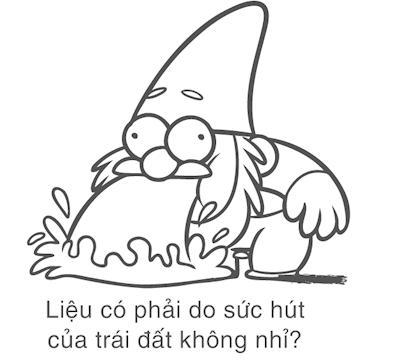 Liệu có phải do sức hút
của trái đất không nhỉ?